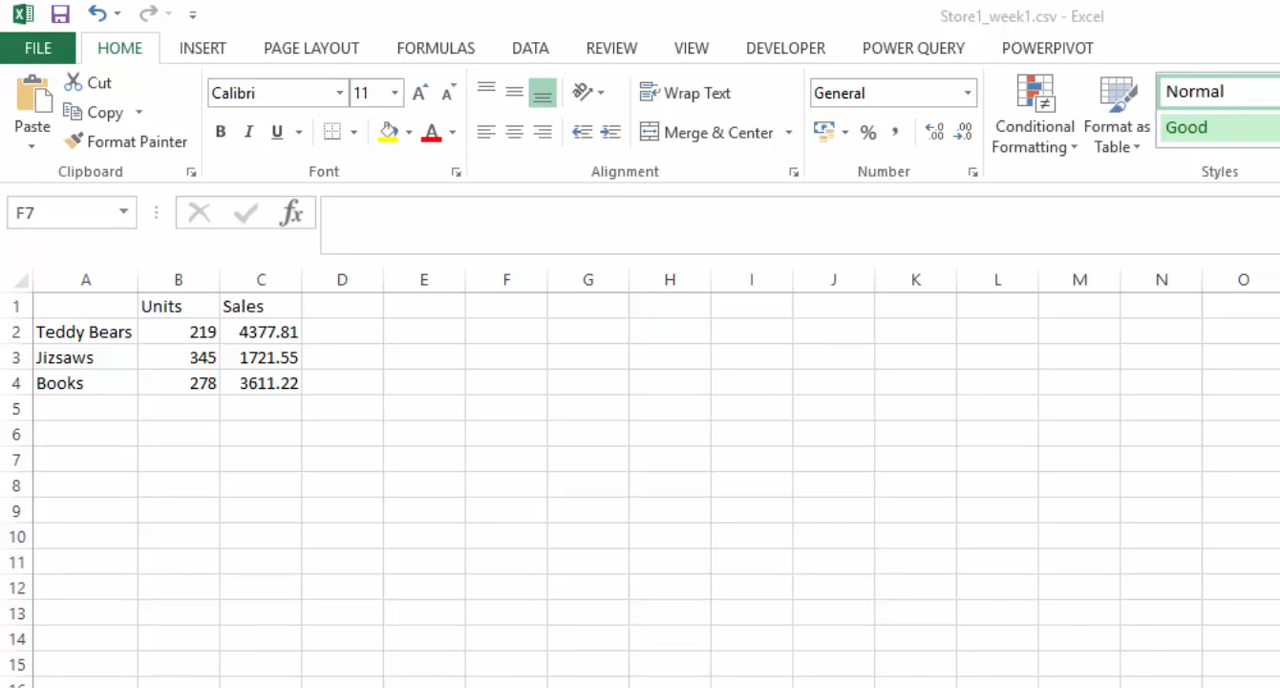 Store1_week1.csv - Excel
FILE HOME INSERT PAGE LAYOUT FORMULAS DATA REVIEW VIEW DEVELOPER POWER QUERY POWERPIVOT
Paste
Cut
Copy
Format Painter
Clipboard
Calibri 11
B I U A
Font
Wrap Text
Merge & Center
Alignment
General
% ,
Number
Conditional Formatting
Format as Table
Normal
Good
Styles
F7 fx
A B C D E F G H I J K L M N O
1 Units Sales
2 Teddy Bears 219 4377.81
3 Jizsaws 345 1721.55
4 Books 278 3611.22
5
6
7
8
9
10
11
12
13
14
15